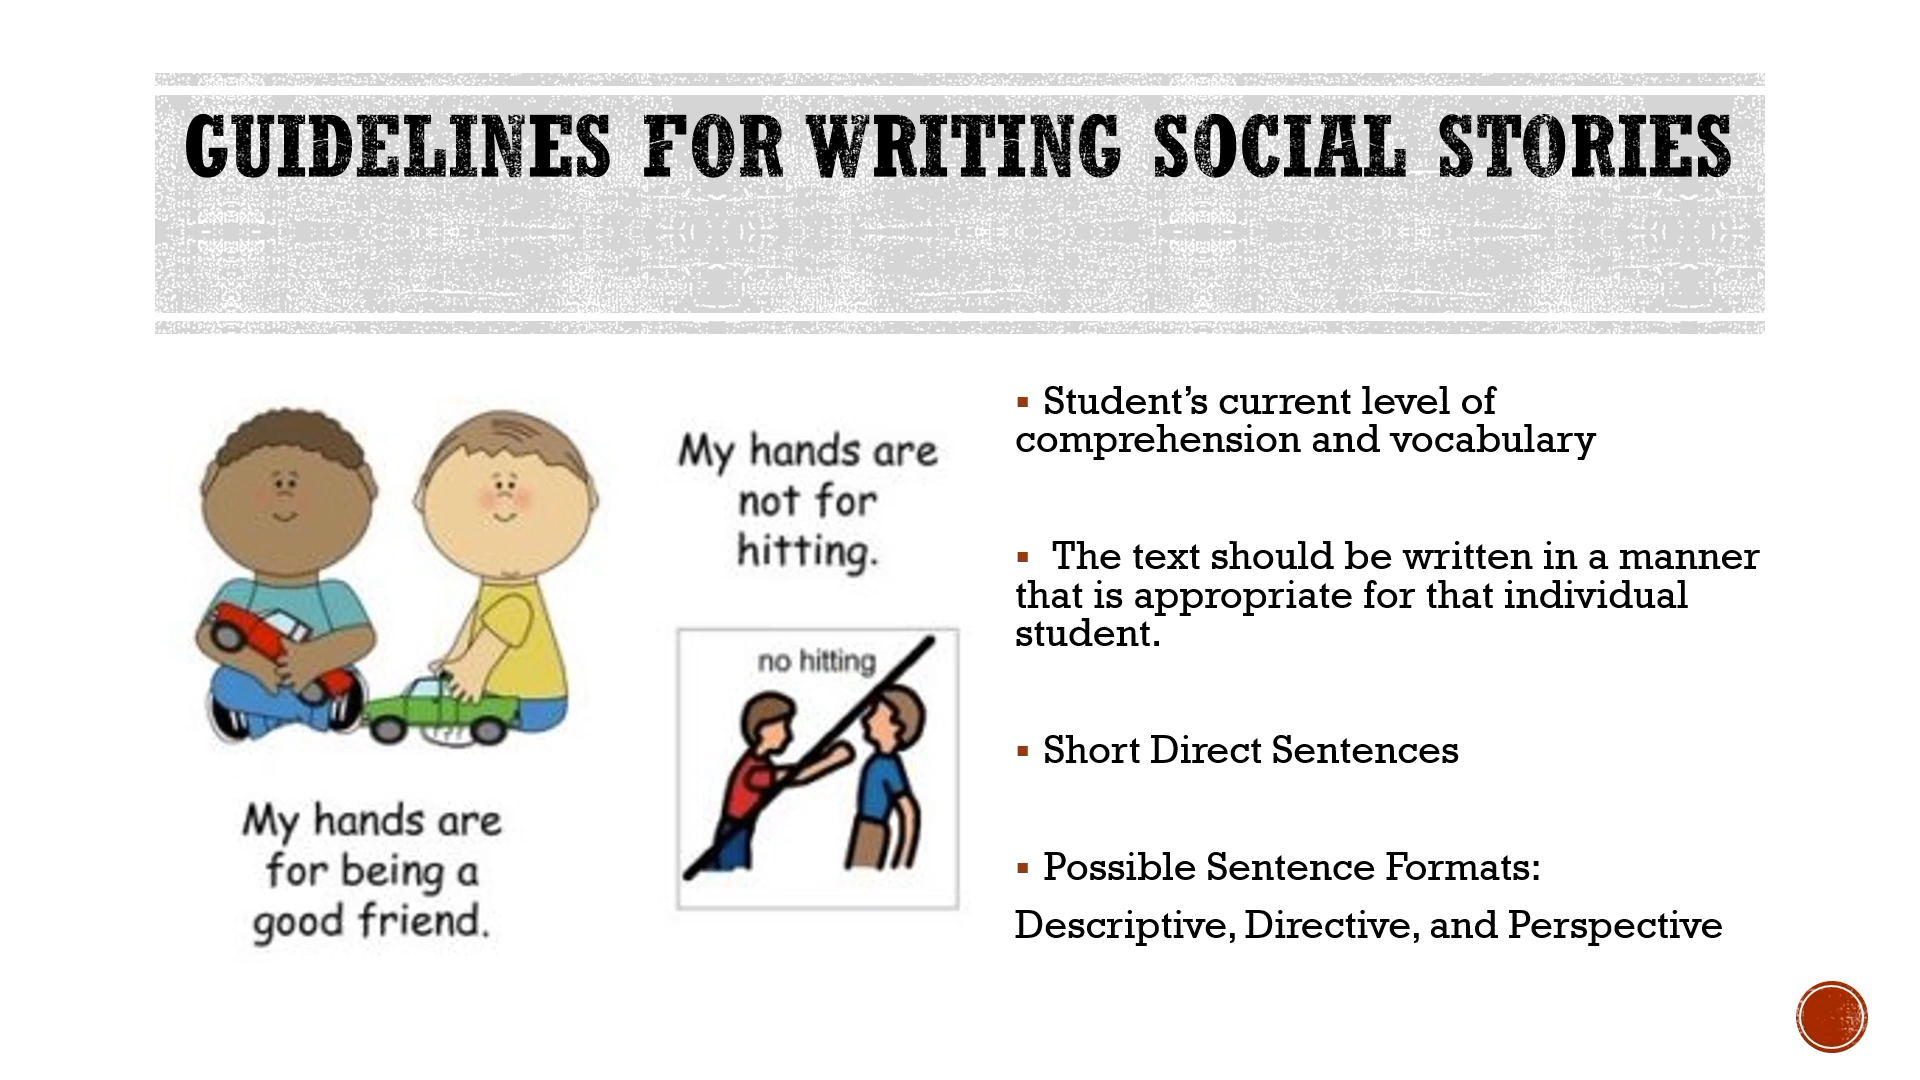 GUIDELINES FOR WRITING SOCIAL STORIES
My hands are
for being a
good friend.
My hands are
not for
hitting.
no hitting
▪ Student’s current level of
comprehension and vocabulary
▪ The text should be written in a manner
that is appropriate for that individual
student.
▪ Short Direct Sentences
▪ Possible Sentence Formats:
Descriptive, Directive, and Perspective